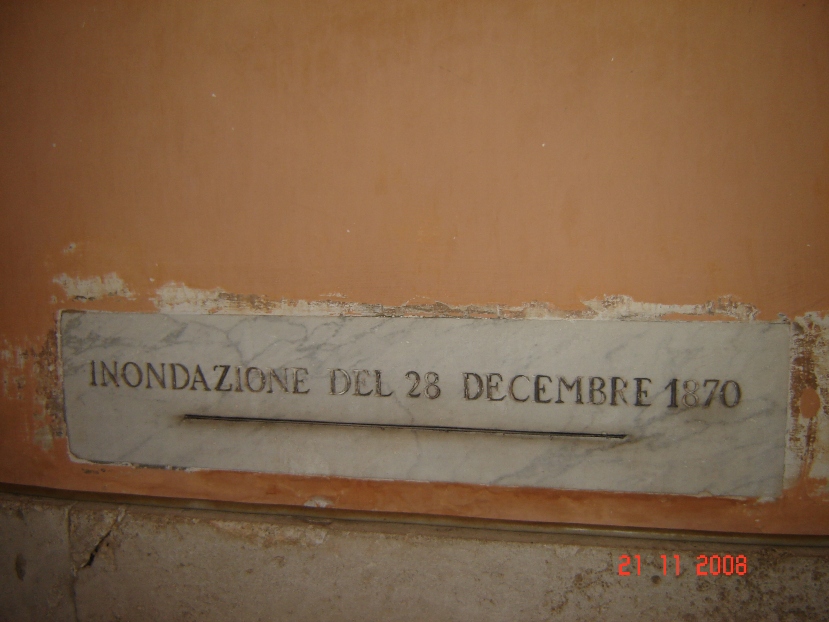 INONDAZIONE DEL 28 DECEMBRE 1870
21 11 2008